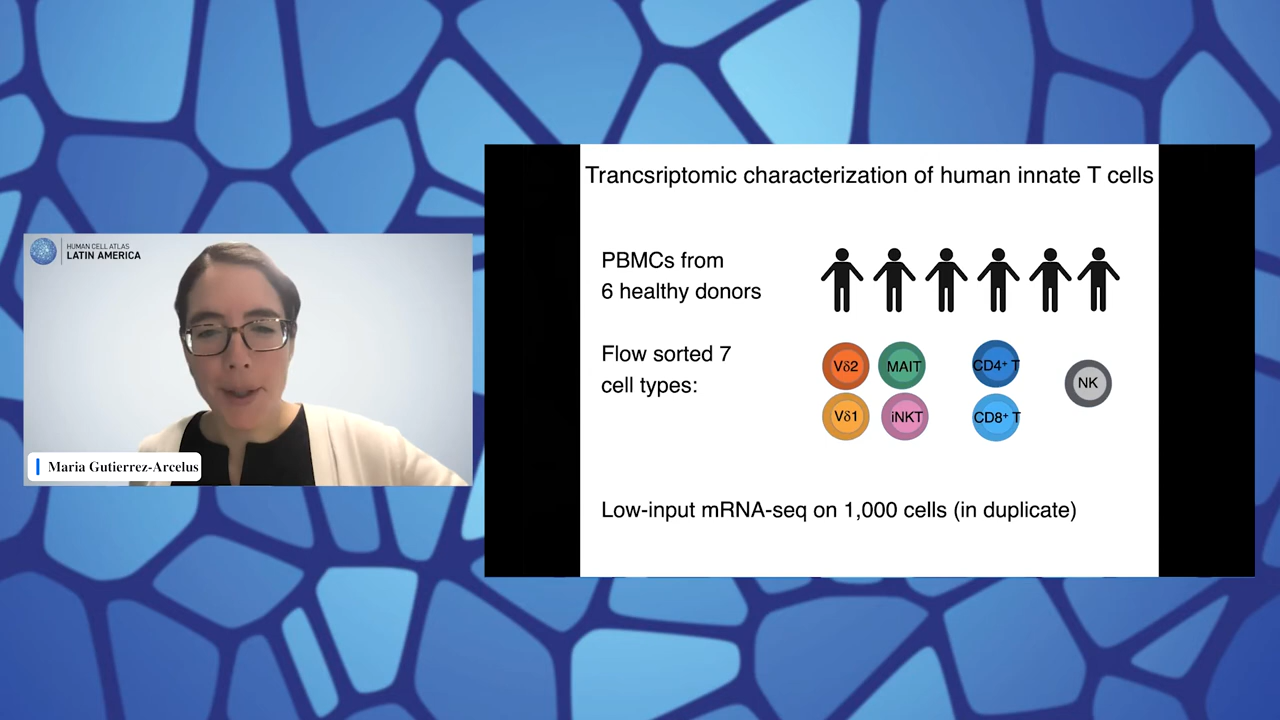 HUMAN CELL ATLAS
LATIN AMERICA
Maria Gutierrez-Arcelus
Trancsriptomic characterization of human innate T cells
PBMCs from
6 healthy donors
Flow sorted 7
cell types:
Vδ2
MAIT
CD4+ T
NK
Vδ1
iNKT
CD8+ T
Low-input mRNA-seq on 1,000 cells (in duplicate)